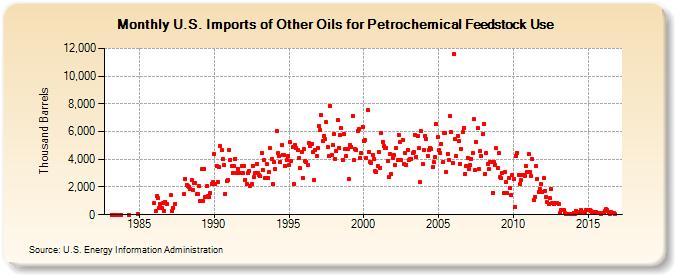 Monthly U.S. Imports of Other Oils for Petrochemical Feedstock Use
Thousand Barrels
12,000
10,000
8,000
6,000
4,000
2,000
0
1985 1990 1995 2000 2005 2010 2015
Source: U.S. Energy Information Administration